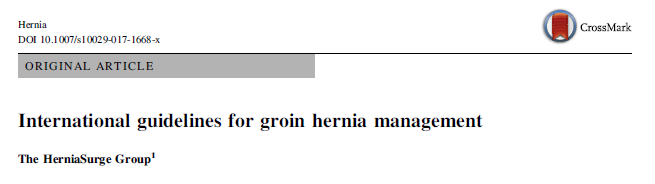 Hernia
DOI 10.1007/s10029-017-1668-x
CrossMark
ORIGINAL ARTICLE
International guidelines for groin hernia management
The HerniaSurge Group1